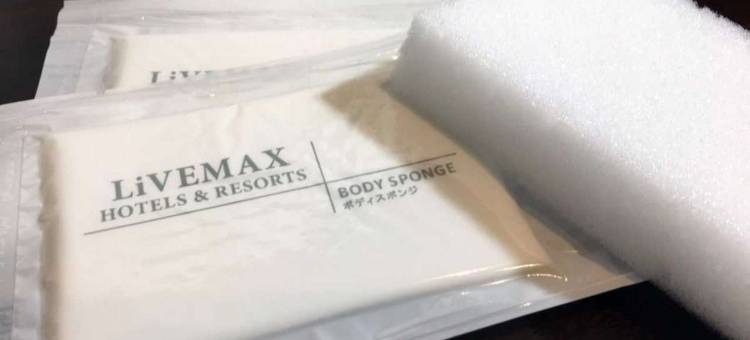 LiVEMAX
HOTELS & RESORTS
BODY SPONGE
ボディスポンジ